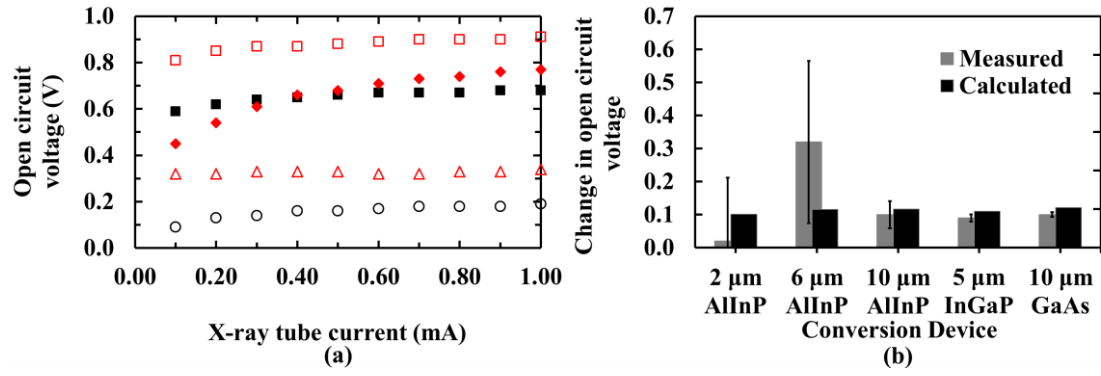 1.0
0.8
0.6
0.4
0.2
0.0
Open circuit
voltage (V)
0.00 0.20 0.40 0.60 0.80 1.00
X-ray tube current (mA)
(a)
0.7
0.6
0.5
0.4
0.3
0.2
0.1
0.0
Change in open circuit
voltage
Measured
Calculated
2 µm 6 µm 10 µm 5 µm 10 µm
AlInP AlInP AlInP InGaP GaAs
Conversion Device
(b)